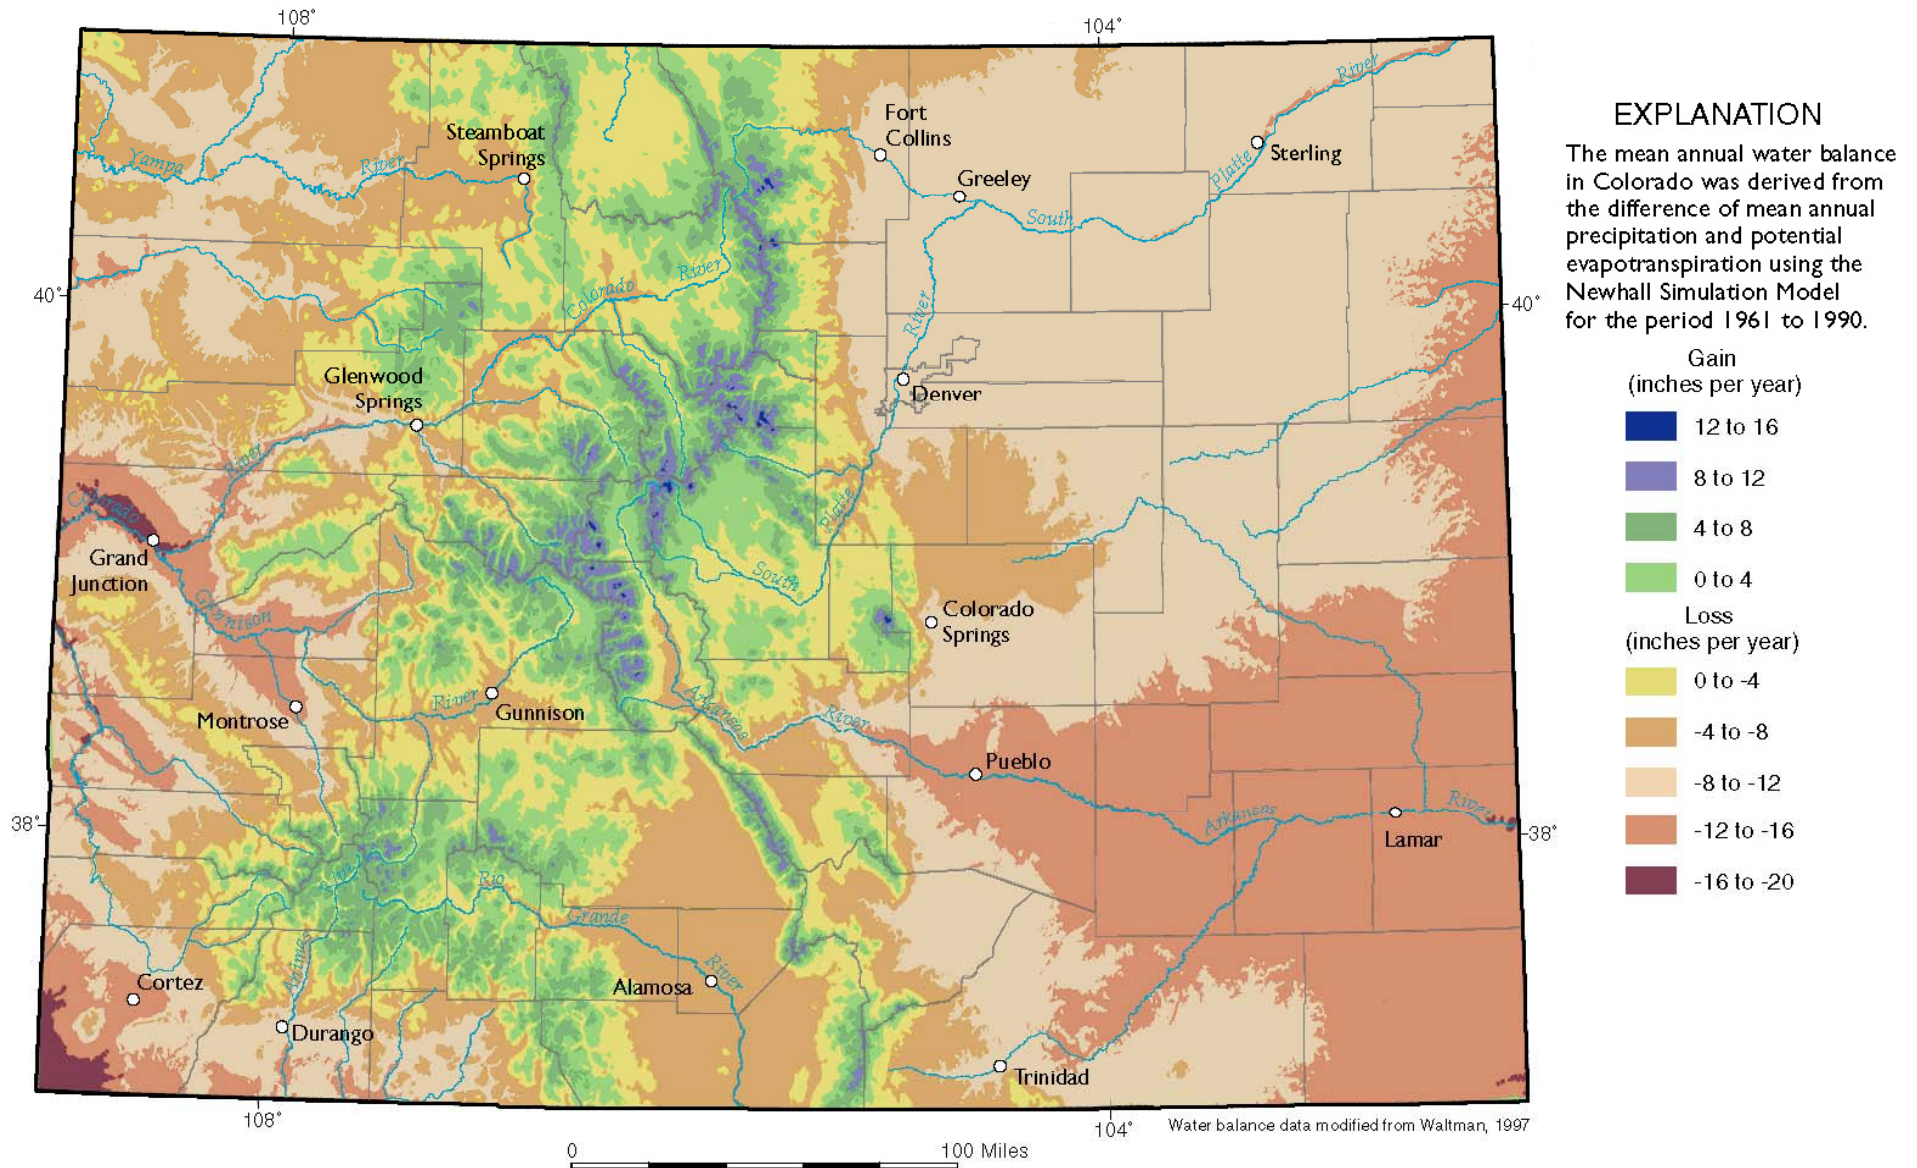 108°
104°
River
Fort
Collins
Steamboat
Springs
Sterling
Yampa
River
Platte
Greeley
South
River
Colorado
40°
40°
River
Glenwood
Springs
Denver
River
Colorado
Platte
Grand
Junction
South
Gunnison
Colorado
Springs
River
Gunnison
Arkansas
River
Montrose
Pueblo
38°
Arkansas
River
38°
Lamar
River
Rio
Grande
Animas
River
Cortez
Alamosa
Durango
Trinidad
108°
104°
Water balance data modified from Waltman, 1997
0
100 Miles
EXPLANATION
The mean annual water balance
in Colorado was derived from
the difference of mean annual
precipitation and potential
evapotranspiration using the
Newhall Simulation Model
for the period 1961 to 1990.
Gain
(inches per year)
12 to 16
8 to 12
4 to 8
0 to 4
Loss
(inches per year)
0 to -4
-4 to -8
-8 to -12
-12 to -16
-16 to -20